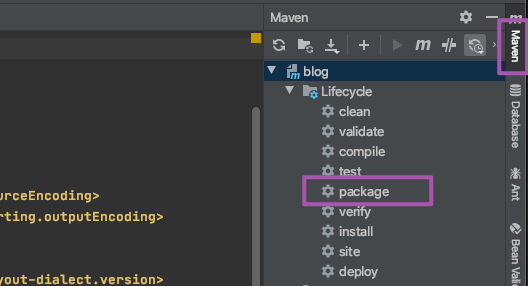 Maven
blog
Lifecycle
clean
validate
compile
test
package
verify
install
site
deploy
urceEncoding>
rting.outputEncoding>
yout-dialect.version>
Maven
Database
Ant
Bean Valid